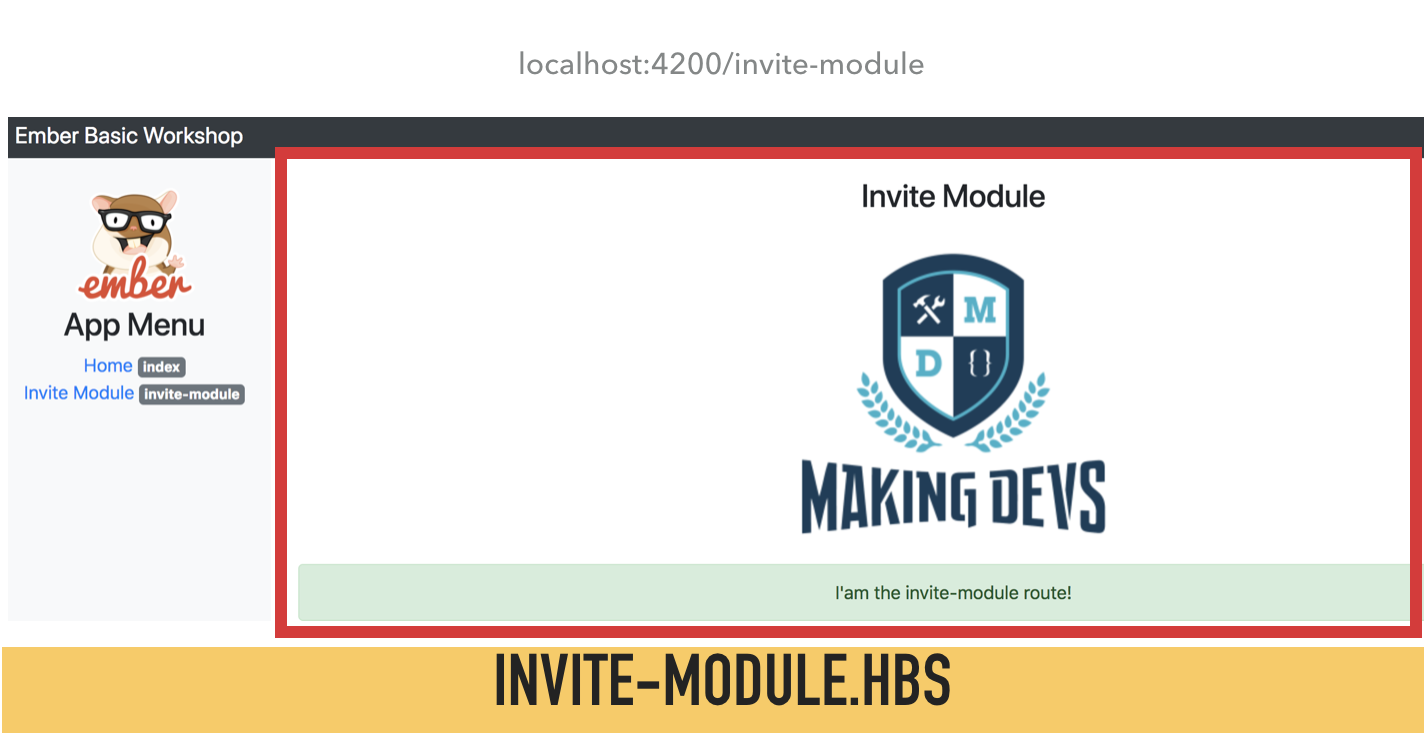 localhost:4200/invite-module
Ember Basic Workshop
ember
App Menu
Home index
Invite Module invite-module
Invite Module
M
D {}
MAKING DEVS
I'am the invite-module route!
INVITE-MODULE.HBS